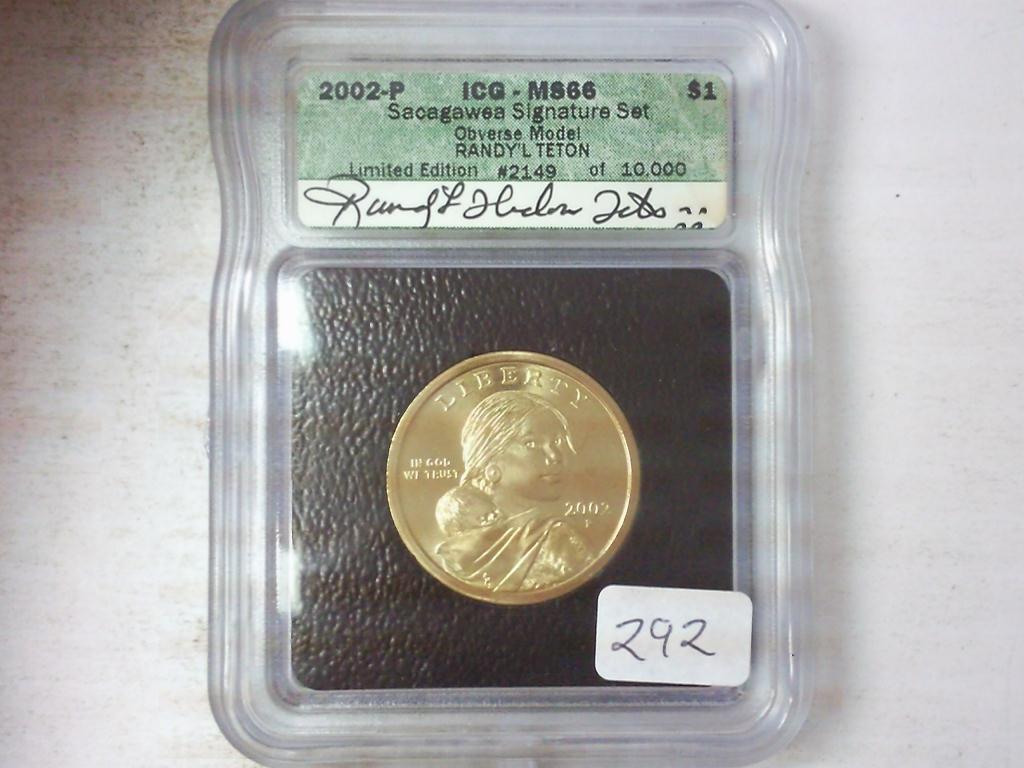 2002-P ICG - MS66 $1
Sacagawea Signature Set
Obverse Model
RANDY'L TETON
Limited Edition #2149 of 10,000
LIBERTY
IN GOD
WE TRUST
2002
P
292